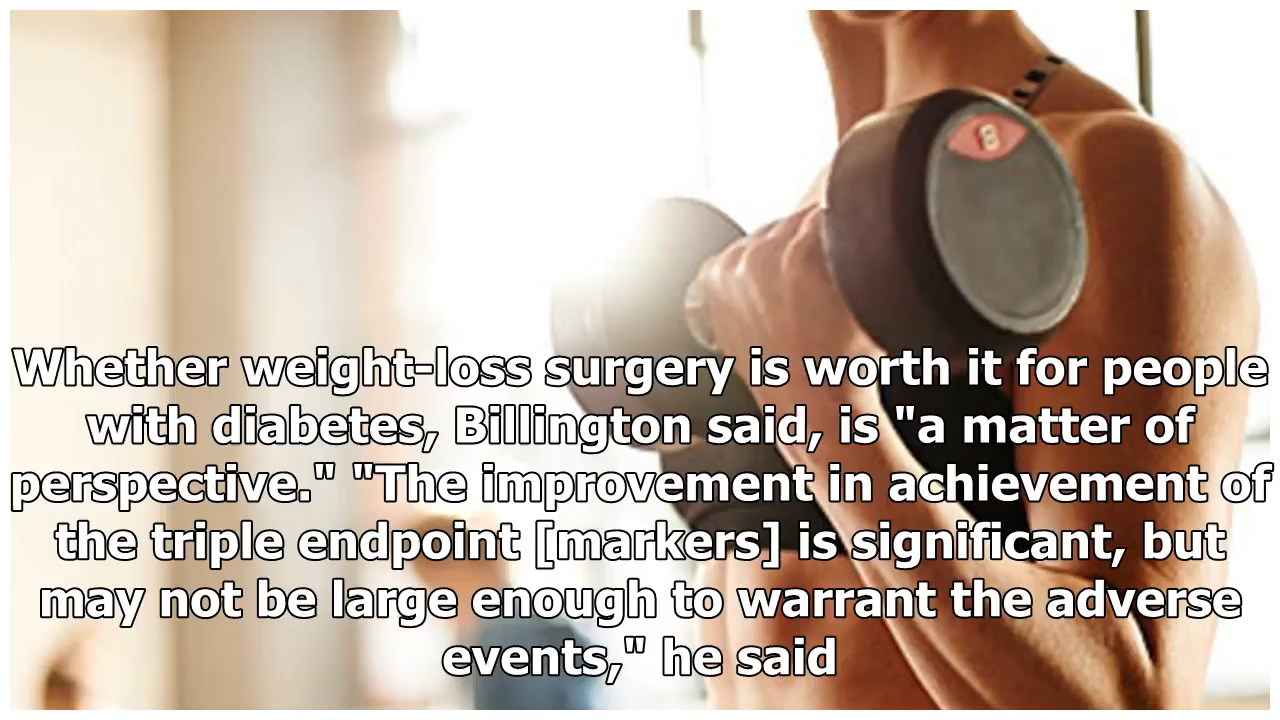 Whether weight-loss surgery is worth it for people
with diabetes, Billington said, is "a matter of
perspective." "The improvement in achievement of
the triple endpoint [markers] is significant, but
may not be large enough to warrant the adverse
events," he said